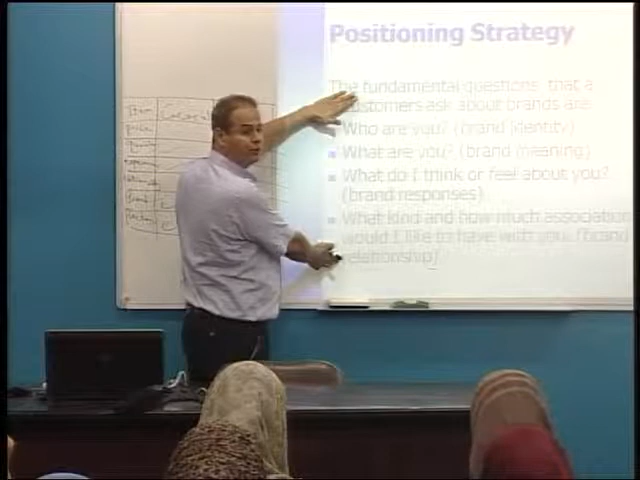 Positioning Strategy
The fundamental questions that a
customers ask about brands are
Who are you? (brand identity)
What are you? (brand meaning)
What do I think or feel about you?
(brand responses)
What kind and how much association
would I like to have with you. (brand
relationship)